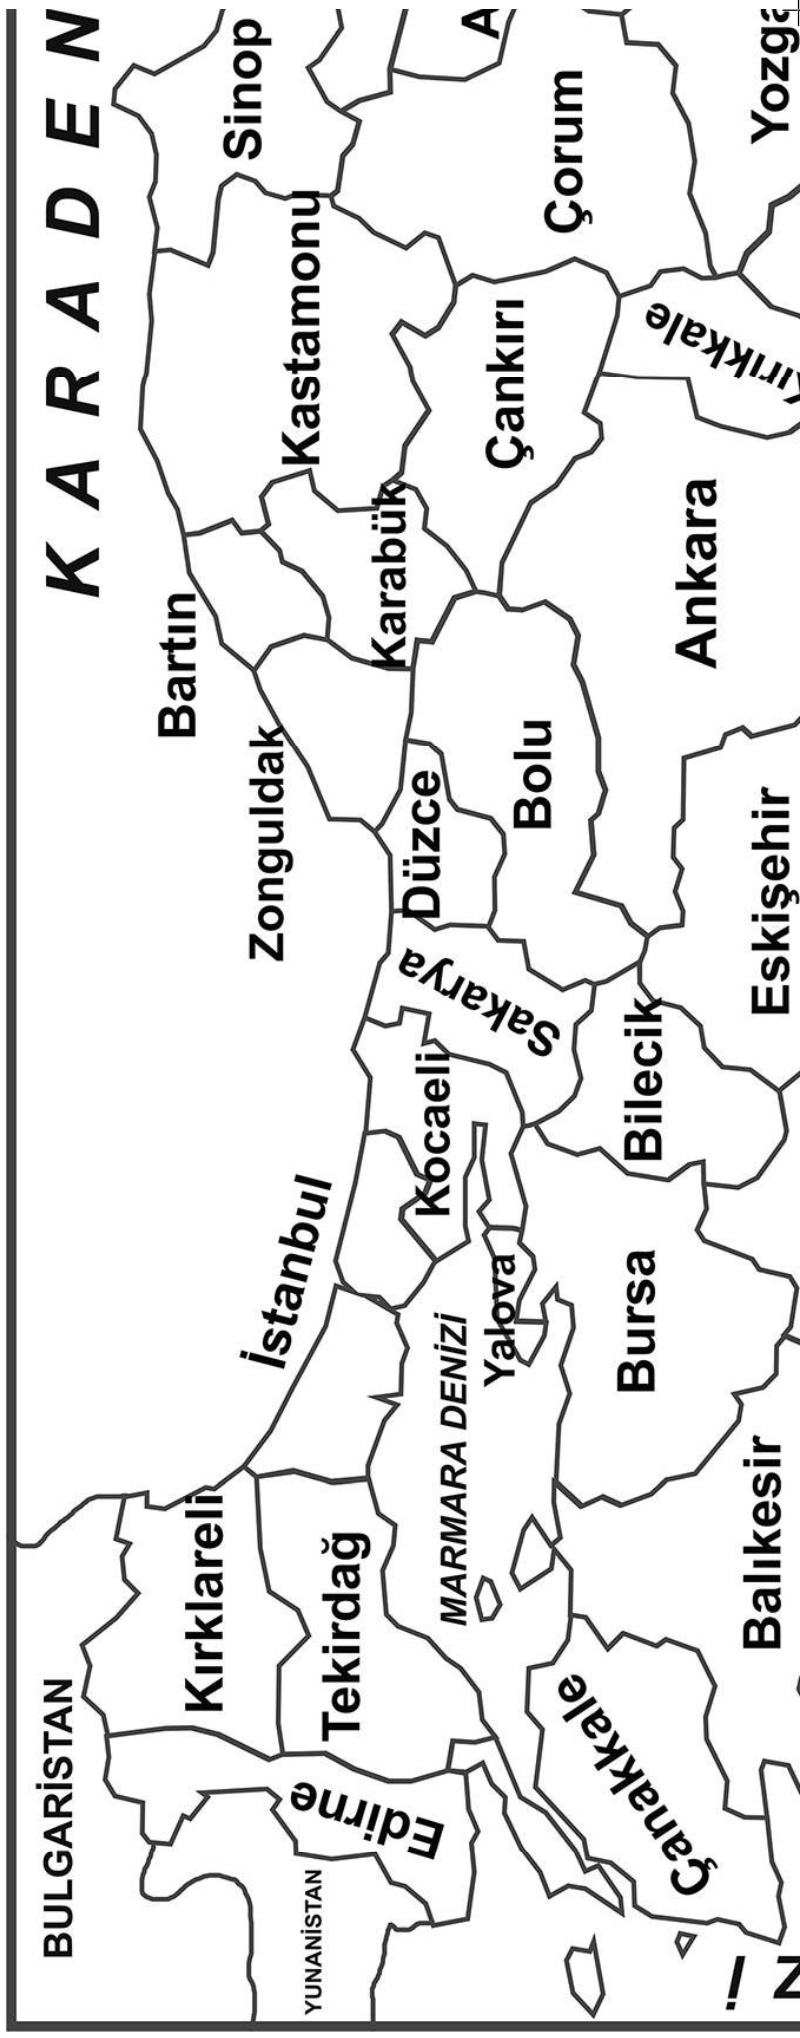 KARADEN
BULGARİSTAN
Bartın
Sinop
Kırklareli
İstanbul
Zonguldak
Kastamonu
YUNANİSTAN
Edirne
Tekirdağ
Karabük
Düzce
Kocaeli
Sakarya
MARMARA DENİZİ
Yalova
Çankırı
Bolu
Çorum
A
Çanakkale
Bursa
Bilecik
Ankara
Kırıkkale
Balıkesir
Eskişehir
Yozga
Zİ